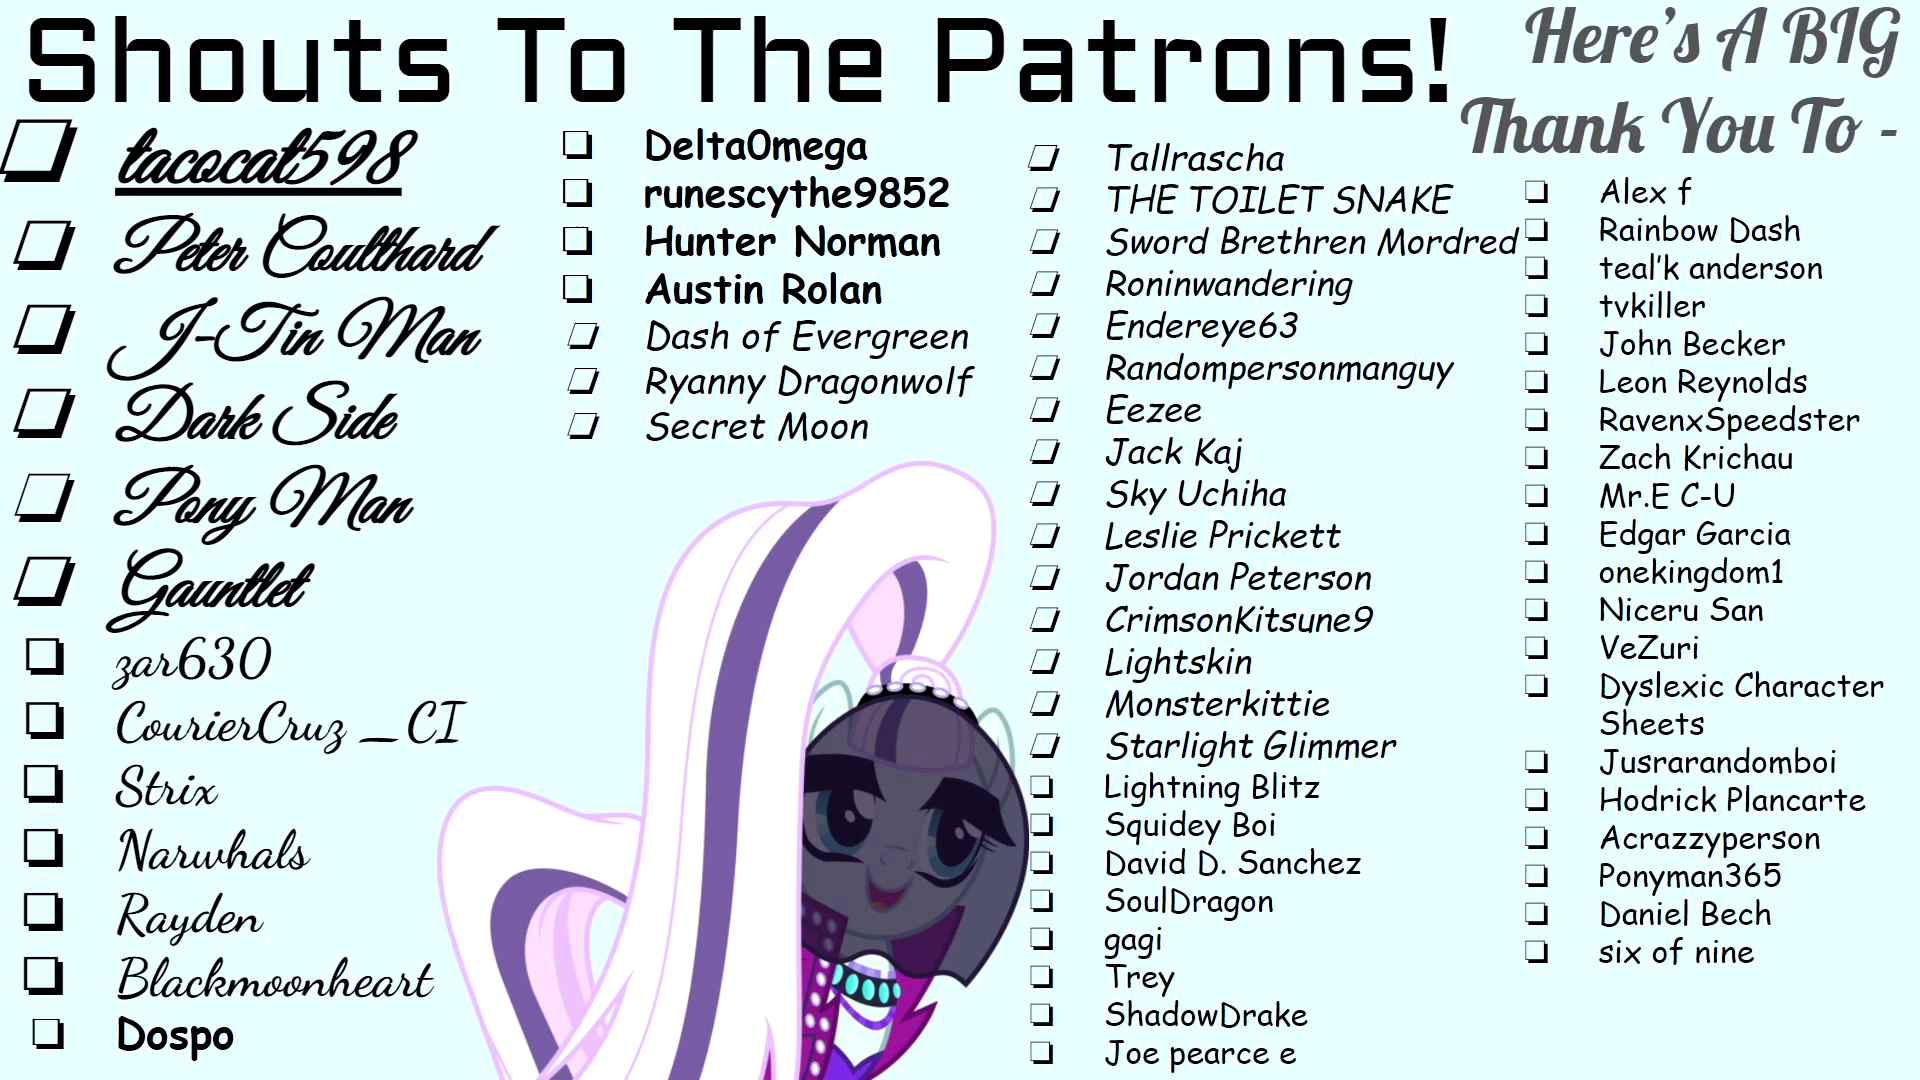 Shouts To The Patrons!
Here's A BIG
Thank You To -
tacocat598
Peter Coulthard
J-Tin Man
Dark Side
Pony Man
Gauntlet
zar630
CourierCruz_CI
Strix
Narwhals
Rayden
Blackmoonheart
Dospo
Delta0mega
runescythe9852
Hunter Norman
Austin Rolan
Dash of Evergreen
Ryanny Dragonwolf
Secret Moon
Tallrascha
THE TOILET SNAKE
Sword Brethren Mordred
Roninwandering
Endereye63
Randompersonmanguy
Eezee
Jack Kaj
Sky Uchiha
Leslie Prickett
Jordan Peterson
CrimsonKitsune9
Lightskin
Monsterkittie
Starlight Glimmer
Lightning Blitz
Squidey Boi
David D. Sanchez
SoulDragon
gagi
Trey
ShadowDrake
Joe pearce e
Alex f
Rainbow Dash
teal'k anderson
tvkiller
John Becker
Leon Reynolds
RavenxSpeedster
Zach Krichau
Mr.E C-U
Edgar Garcia
onekingdom1
Niceru San
VeZuri
Dyslexic Character
Sheets
Jusrarandomboi
Hodrick Plancarte
Acrazzyperson
Ponyman365
Daniel Bech
six of nine